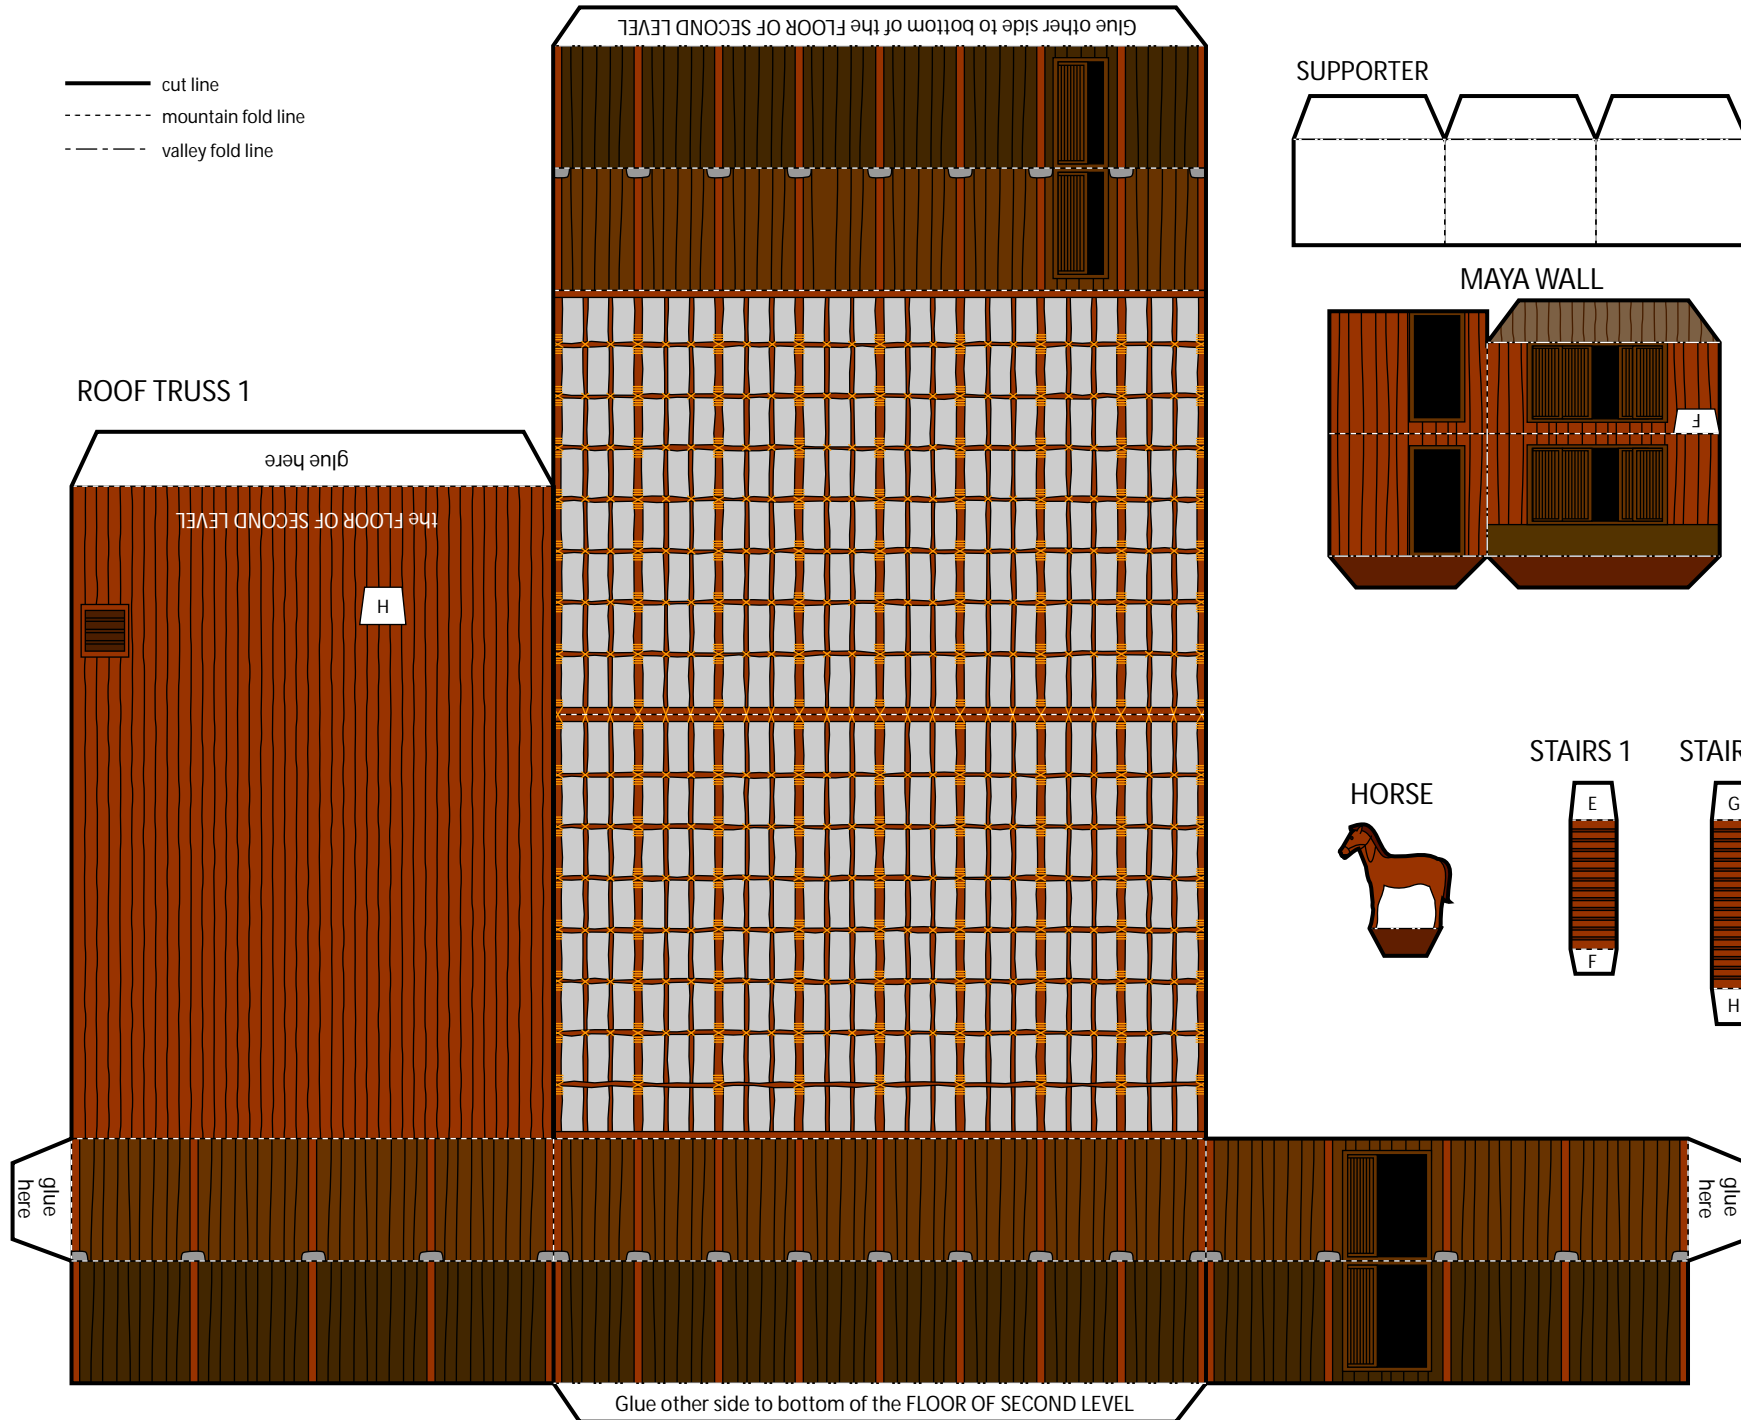 Glue other side to bottom of the FLOOR OF SECOND LEVEL
cut line
mountain fold line
valley fold line
SUPPORTER
MAYA WALL
F
ROOF TRUSS 1
glue here
the FLOOR OF SECOND LEVEL
H
HORSE
STAIRS 1
STAIR
E
F
G
H
glue
here
glue
here
Glue other side to bottom of the FLOOR OF SECOND LEVEL